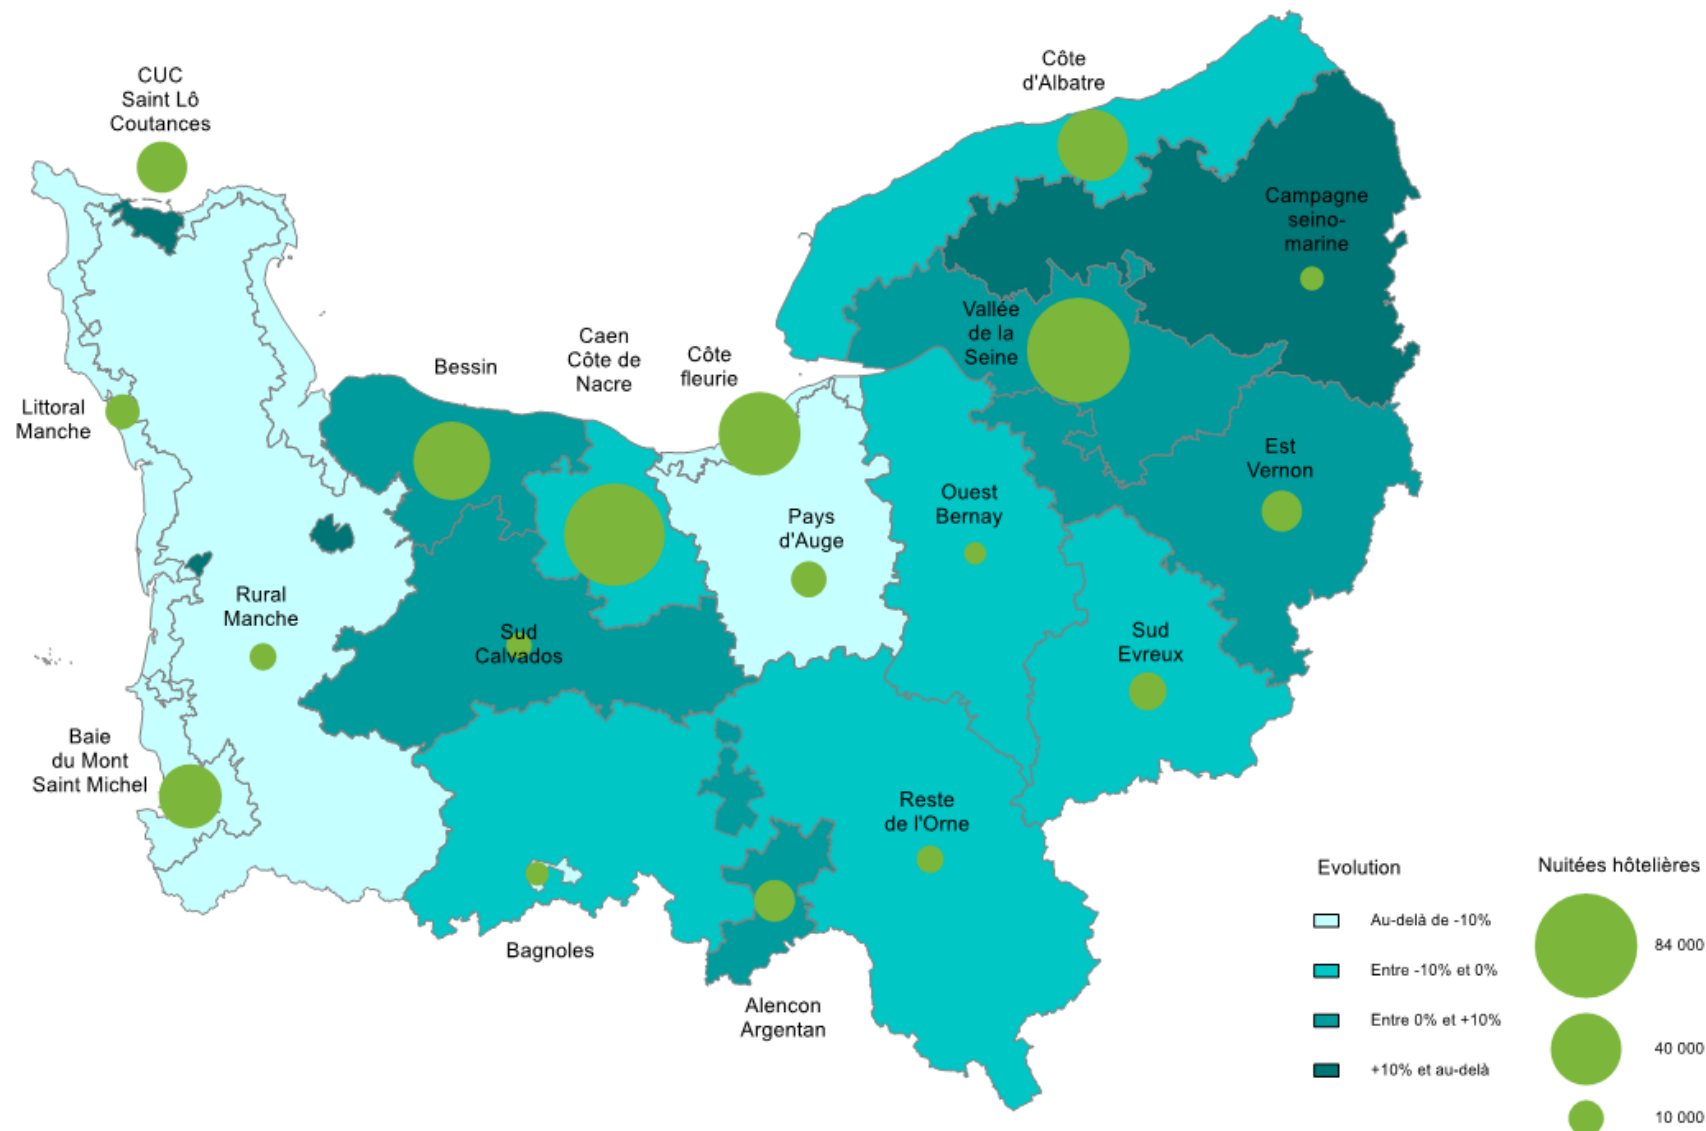 CUC
Saint Lô
Coutances
Côte
d'Albatre
Campagne
seino-
marine
Vallée
de la
Seine
Caen
Côte de
Nacre
Côte
fleurie
Bessin
Littoral
Manche
Est
Vernon
Ouest
Bernay
Pays
d'Auge
Rural
Manche
Sud
Calvados
Sud
Evreux
Baie
du Mont
Saint Michel
Reste
de l'Orne
Bagnoles
Alencon
Argentan
Evolution
Au-delà de -10%
Entre -10% et 0%
Entre 0% et +10%
+10% et au-delà
Nuitées hôtelières
84 000
40 000
10 000